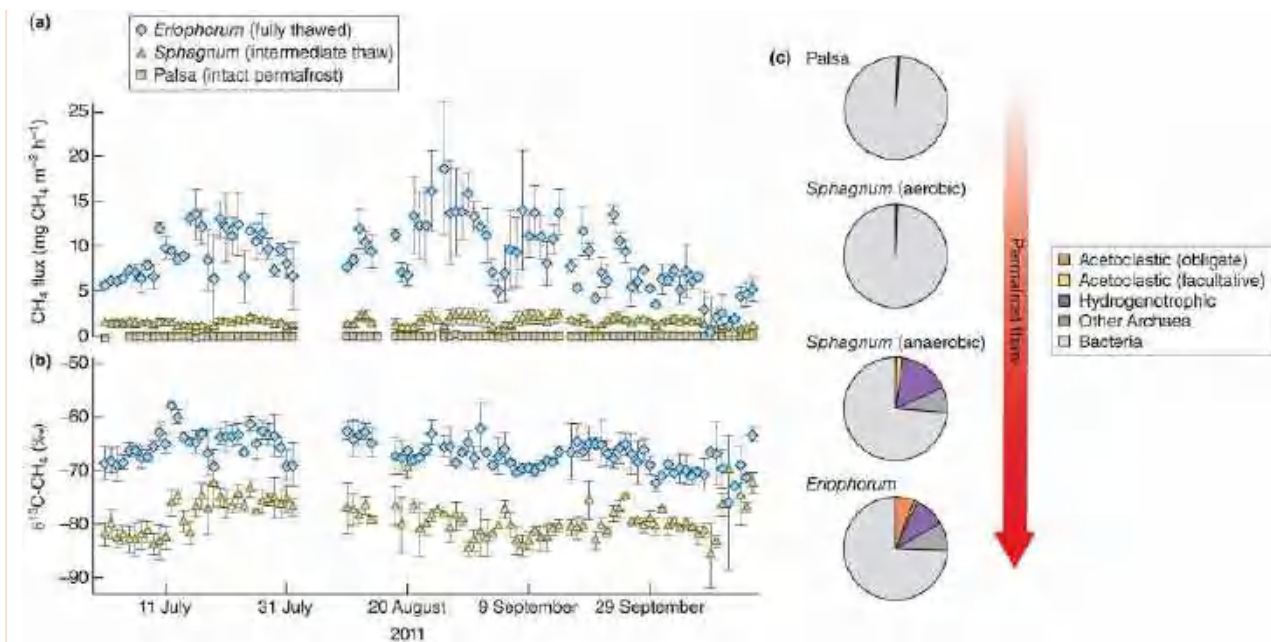 (a)
Eriophorum (fully thawed)
Sphagnum (intermediate thaw)
Palsa (intact permafrost)
CH4 flux (mg CH4 m−2 h−1)
25
20
15
10
5
0
(b)
δ13C-CH4 (‰)
−50
−60
−70
−80
−90
11 July
31 July
20 August
9 September
29 September
2011
(c)
Palsa
Sphagnum (aerobic)
Sphagnum (anaerobic)
Eriophorum
Permafrost thaw
Acetoclastic (obligate)
Acetoclastic (facultative)
Hydrogenotrophic
Other Archaea
Bacteria